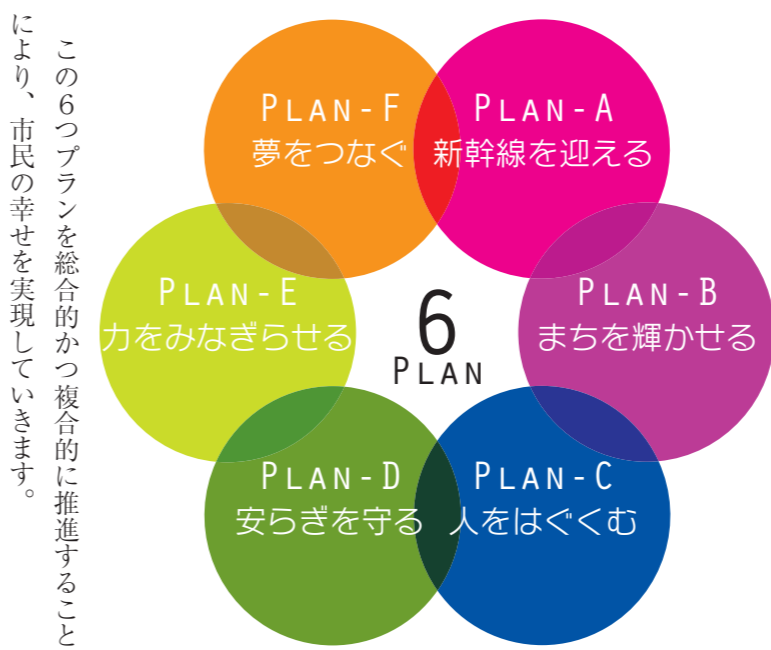 この６つプランを総合的かつ複合的に推進すること
により、市民の幸せを実現していきます。
PLAN-F
夢をつなぐ
PLAN-A
新幹線を迎える
PLAN-E
力をみなぎらせる
6
PLAN
PLAN-B
まちを輝かせる
PLAN-D
安らぎを守る
PLAN-C
人をはぐくむ